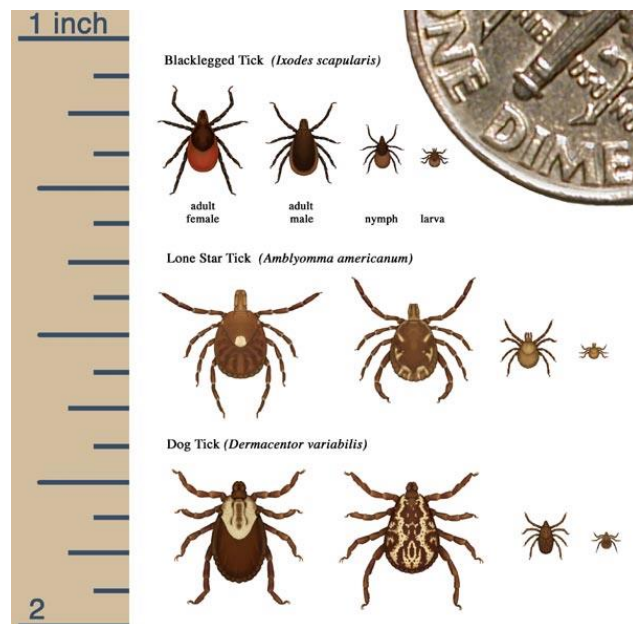 1 inch
Blacklegged Tick (Ixodes scapularis)
ONE DIME
adult female
adult male
nymph
larva
Lone Star Tick (Amblyomma americanum)
Dog Tick (Dermacentor variabilis)
2